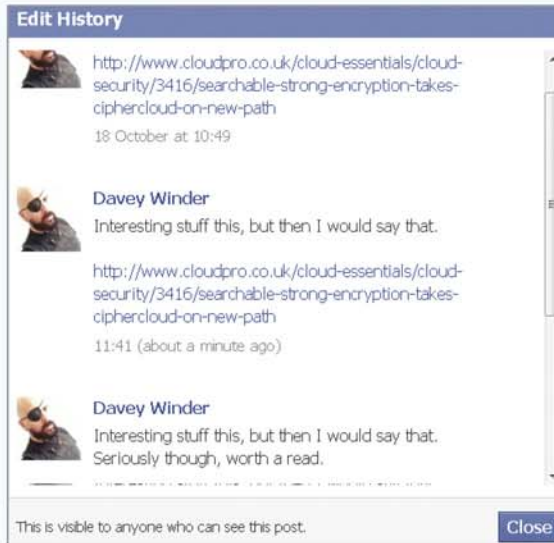 Edit History
http://www.cloudpro.co.uk/cloud-essentials/cloud-
security/3416/searchable-strong-encryption-takes-
ciphercloud-on-new-path
18 October at 10:49
Davey Winder
Interesting stuff this, but then I would say that.
http://www.cloudpro.co.uk/cloud-essentials/cloud-
security/3416/searchable-strong-encryption-takes-
ciphercloud-on-new-path
11:41 (about a minute ago)
Davey Winder
Interesting stuff this, but then I would say that.
Seriously though, worth a read.
This is visible to anyone who can see this post.
Close